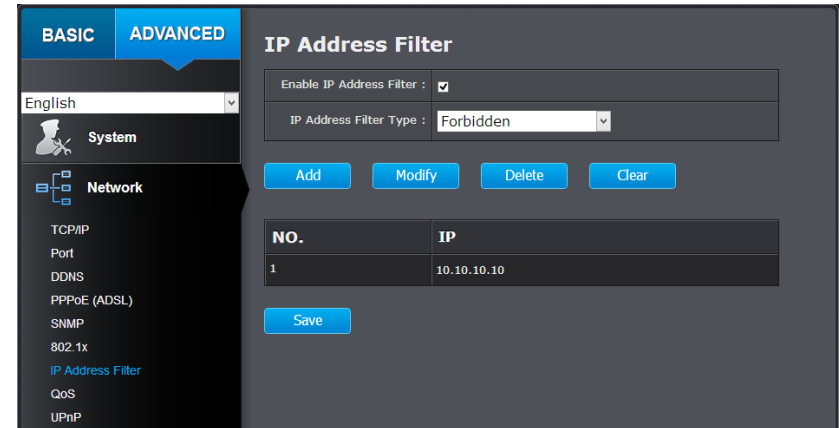 BASIC ADVANCED
English
System
Network
TCP/IP
Port
DDNS
PPPoE (ADSL)
SNMP
802.1x
IP Address Filter
QoS
UPnP
IP Address Filter
Enable IP Address Filter :
IP Address Filter Type : Forbidden
Add Modify Delete Clear
NO. IP
1 10.10.10.10
Save